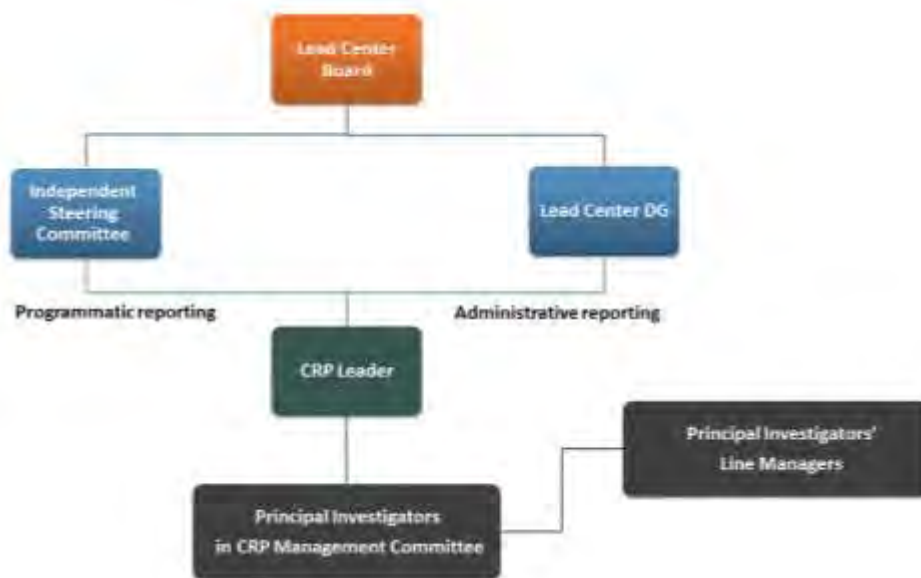 Lead Center
Board
Independent
Steering
Committee
Lead Center DG
Programmatic reporting
Administrative reporting
CRP Leader
Principal Investigators'
Line Managers
Principal Investigators
in CRP Management Committee